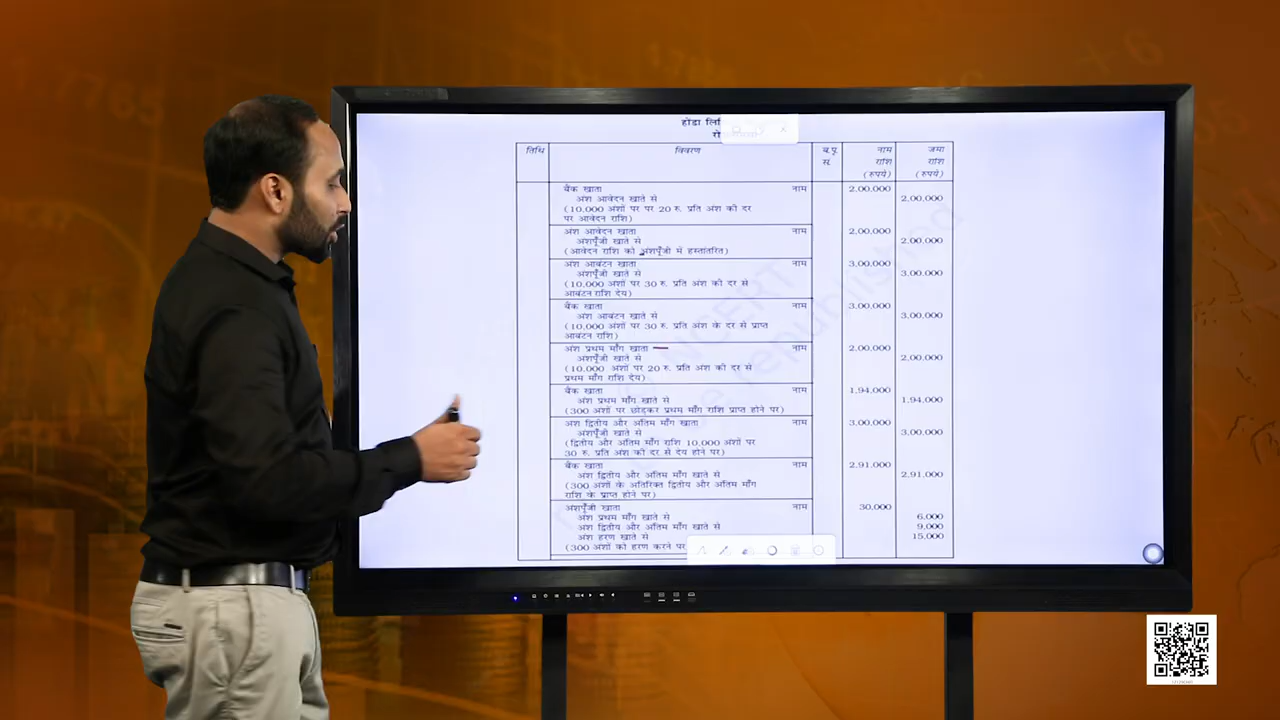 होंडा लि
रो
तिथि विवरण ब.पृ. सं. नाम राशि (रुपये) जमा राशि (रुपये)
बैंक खाता नाम 2,00,000
अंश आवेदन खाते से 2,00,000
(10,000 अंशों पर पर 20 रु. प्रति अंश की दर
पर आवेदन राशि)
अंश आवेदन खाता नाम 2,00,000
अंशपूँजी खाते से 2,00,000
(आवेदन राशि को अंशपूँजी में हस्तांतरित)
अंश आबंटन खाता नाम 3,00,000
अंशपूँजी खाते से 3,00,000
(10,000 अंशों पर 30 रु. प्रति अंश की दर से
आबंटन राशि देय)
बैंक खाता नाम 3,00,000
अंश आबंटन खाते से 3,00,000
(10,000 अंशों पर 30 रु. प्रति अंश के दर से प्राप्त
आबंटन राशि)
अंश प्रथम माँग खाता नाम 2,00,000
अंशपूँजी खाते से 2,00,000
(10,000 अंशों पर 20 रु. प्रति अंश की दर से
प्रथम माँग राशि देय)
बैंक खाता नाम 1,94,000
अंश प्रथम माँग खाते से 1,94,000
(300 अंशों पर छोड़कर प्रथम माँग राशि प्राप्त होने पर)
अंश द्वितीय और अंतिम माँग खाता नाम 3,00,000
अंशपूँजी खाते से 3,00,000
(द्वितीय और अंतिम माँग राशि 10,000 अंशों पर
30 रु. प्रति अंश की दर से देय होने पर)
बैंक खाता नाम 2,91,000
अंश द्वितीय और अंतिम माँग खाते से 2,91,000
(300 अंशों के अतिरिक्त द्वितीय और अंतिम माँग
राशि के प्राप्त होने पर)
अंशपूँजी खाता नाम 30,000
अंश प्रथम माँग खाते से 6,000
अंश द्वितीय और अंतिम माँग खाते से 9,000
अंश हरण खाते से 15,000
(300 अंशों को हरण करने पर